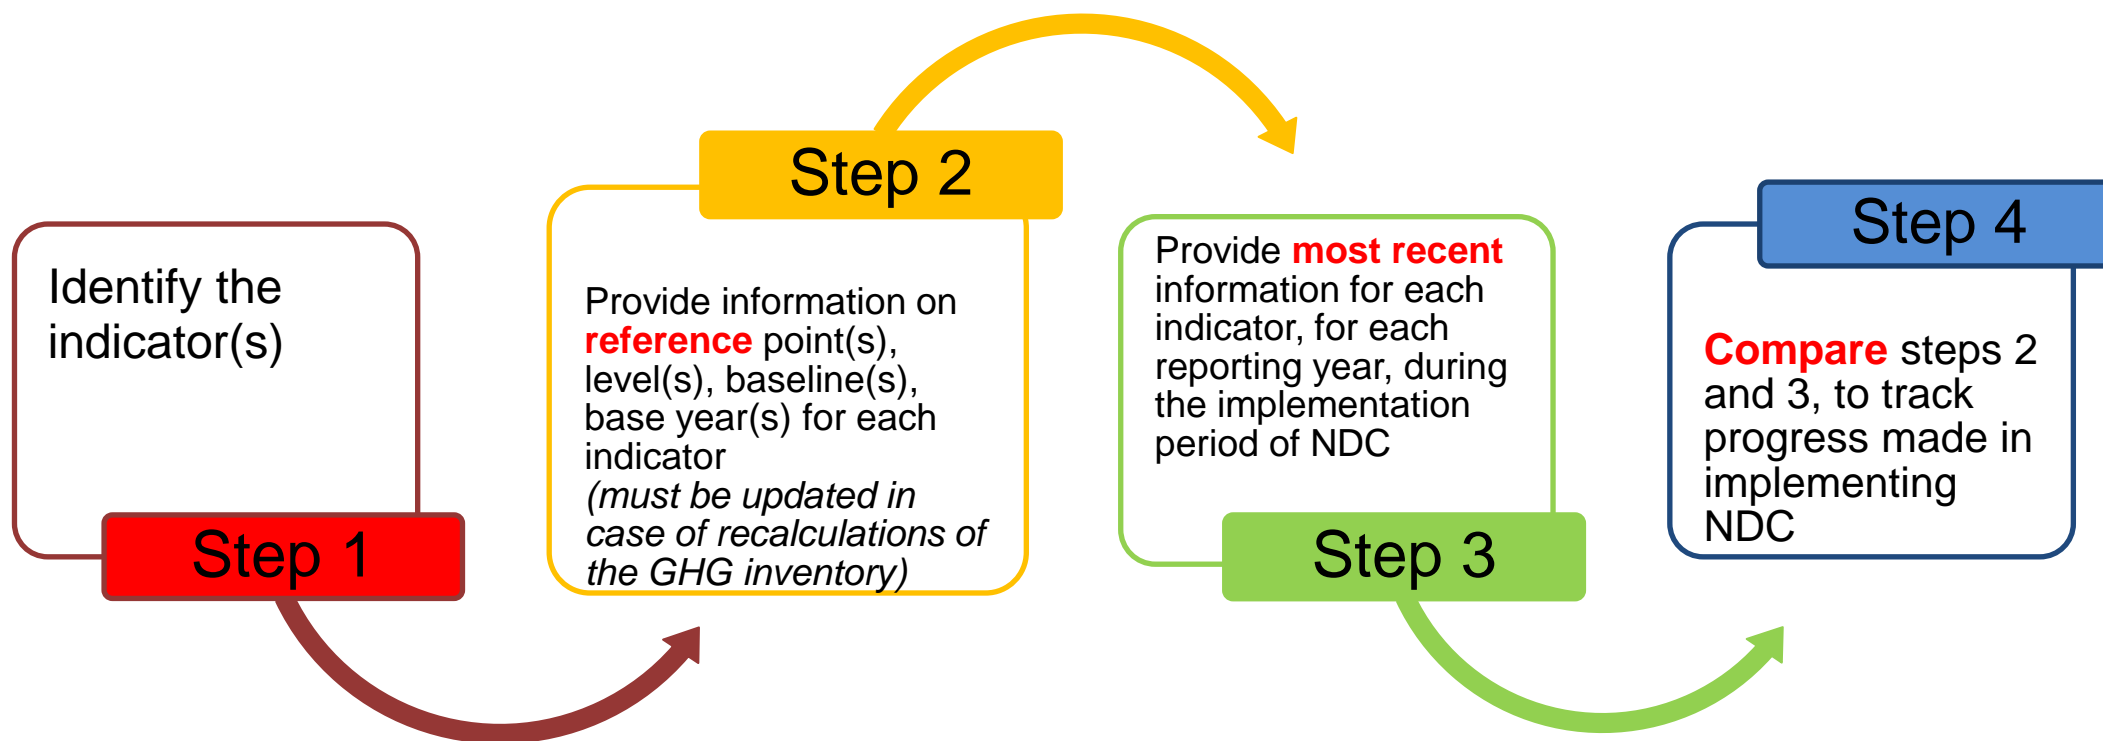 Identify the
indicator(s)
Step 1
Step 2
Provide information on
reference point(s),
level(s), baseline(s),
base year(s) for each
indicator
(must be updated in
case of recalculations of
the GHG inventory)
Provide most recent
information for each
indicator, for each
reporting year, during
the implementation
period of NDC
Step 3
Step 4
Compare steps 2
and 3, to track
progress made in
implementing
NDC